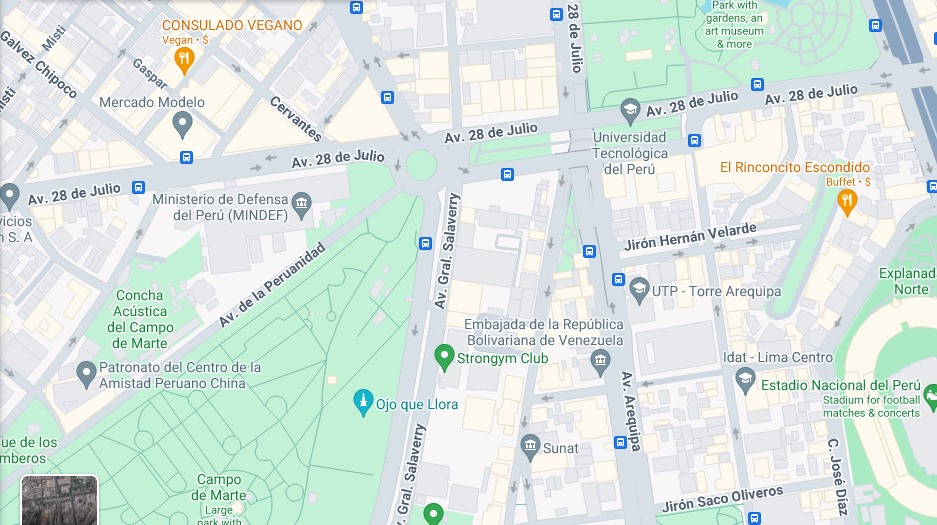 CONSULADO VEGANO
Vegan • $
Misti
Galvez Chipoco
Gaspar
Misti
Mercado Modelo
Cervantes
28 de Julio
Park with
gardens, an
art museum
& more
Av. 28 de Julio
Av. 28 de Julio
Av. 28 de Julio
Av. 28 de Julio
Av. 28 de Julio
Universidad
Tecnológica
del Perú
El Rinconcito Escondido
Buffet • $
Ministerio de Defensa
del Perú (MINDEF)
vicios
n S. A
Av. Gral. Salaverry
Jirón Hernán Velarde
Av. de la Peruanidad
UTP - Torre Arequipa
Explanad
Norte
Concha
Acústica
del Campo
de Marte
Embajada de la República
Bolivariana de Venezuela
Strongym Club
Patronato del Centro de la
Amistad Peruano China
Idat - Lima Centro
Estadio Nacional del Perú
Stadium for football
matches & concerts
Ojo que Llora
Av. Arequipa
Sunat
ue de los
mberos
v. Gral. Salaverry
C. José Díaz
Campo
de Marte
Large
park with
Jirón Saco Oliveros